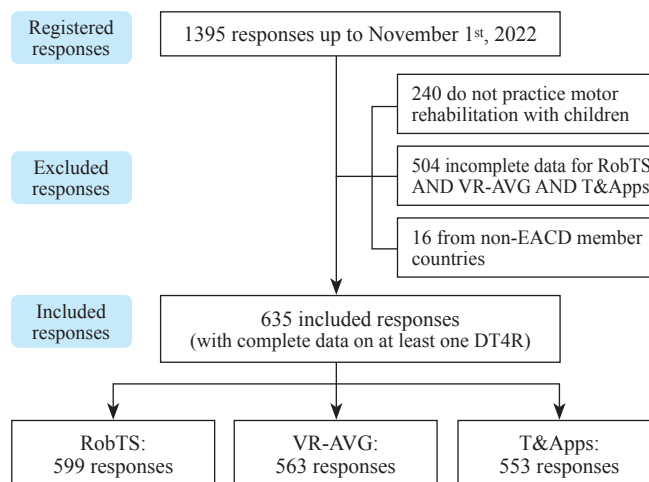 Registered
responses
1395 responses up to November 1st, 2022
240 do not practice motor
rehabilitation with children
Excluded
responses
504 incomplete data for RobTS
AND VR-AVG AND T&Apps
16 from non-EACD member
countries
Included
responses
635 included responses
(with complete data on at least one DT4R)
RobTS:
599 responses
VR-AVG:
563 responses
T&Apps:
553 responses